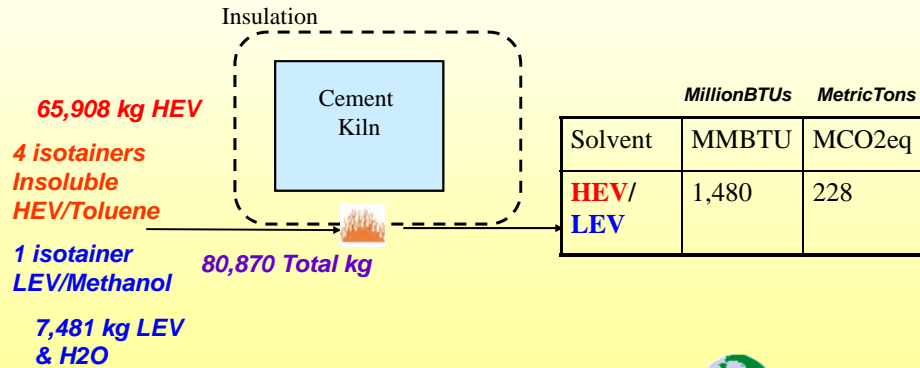 Insulation
65,908 kg HEV
4 isotainers
Insoluble
HEV/Toluene
1 isotainer
LEV/Methanol
7,481 kg LEV
& H2O
Cement
Kiln
80,870 Total kg
MillionBTUs MetricTons
Solvent MMBTU MCO2eq
HEV/ 1,480 228
LEV